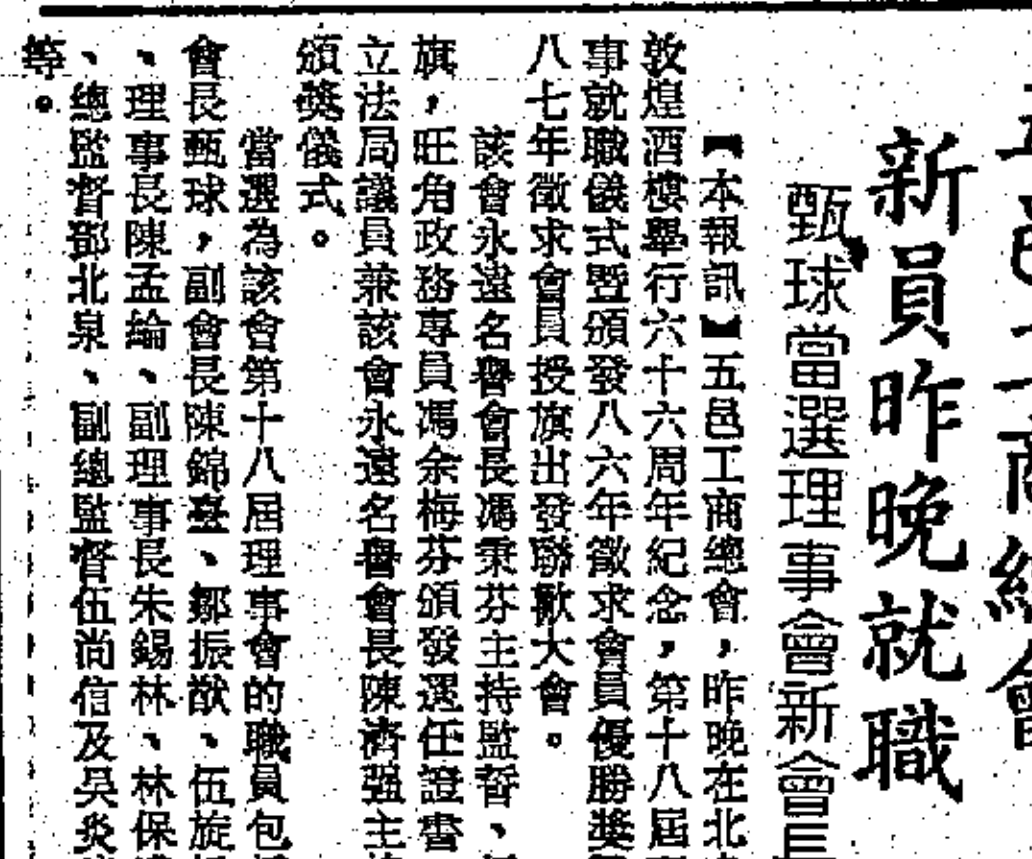 五邑工商總會
新員昨晚就職
甄球當選理事會新會長
【本報訊】五邑工商總會，昨晚在北
敦煌酒樓舉行六十六周年紀念，第十八屆
事就職儀式暨頒發八六年徵求會員優勝獎
八七年徵求會員授旗出發聯歡大會。
該會永遠名譽會長馮秉芬主持監誓、
旗，旺角政務專員馮余梅芬頒發選任證書
立法局議員兼該會永遠名譽會長陳濟強主
頒獎儀式。
當選為該會第十八屆理事會的職員包
會長甄球，副會長陳錦臺、鄒振猷、伍旋
、理事長陳孟綸、副理事長朱錫林、林保
、總監督鄧北泉、副總監督伍尚信及吳炎
等。